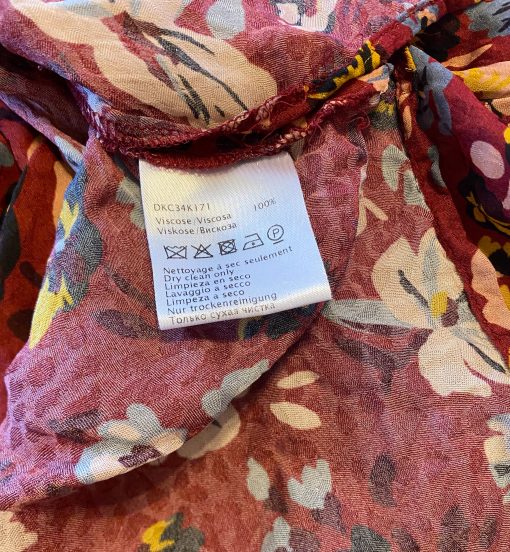 DKC34K171
Viscose/Viscosa 100%
Viskose/Вискоза
Nettoyage à sec seulement
Dry clean only
Limpieza en seco
Lavaggio a secco
Limpeza a seco
Nur trockenreinigung
Только сухая чистка